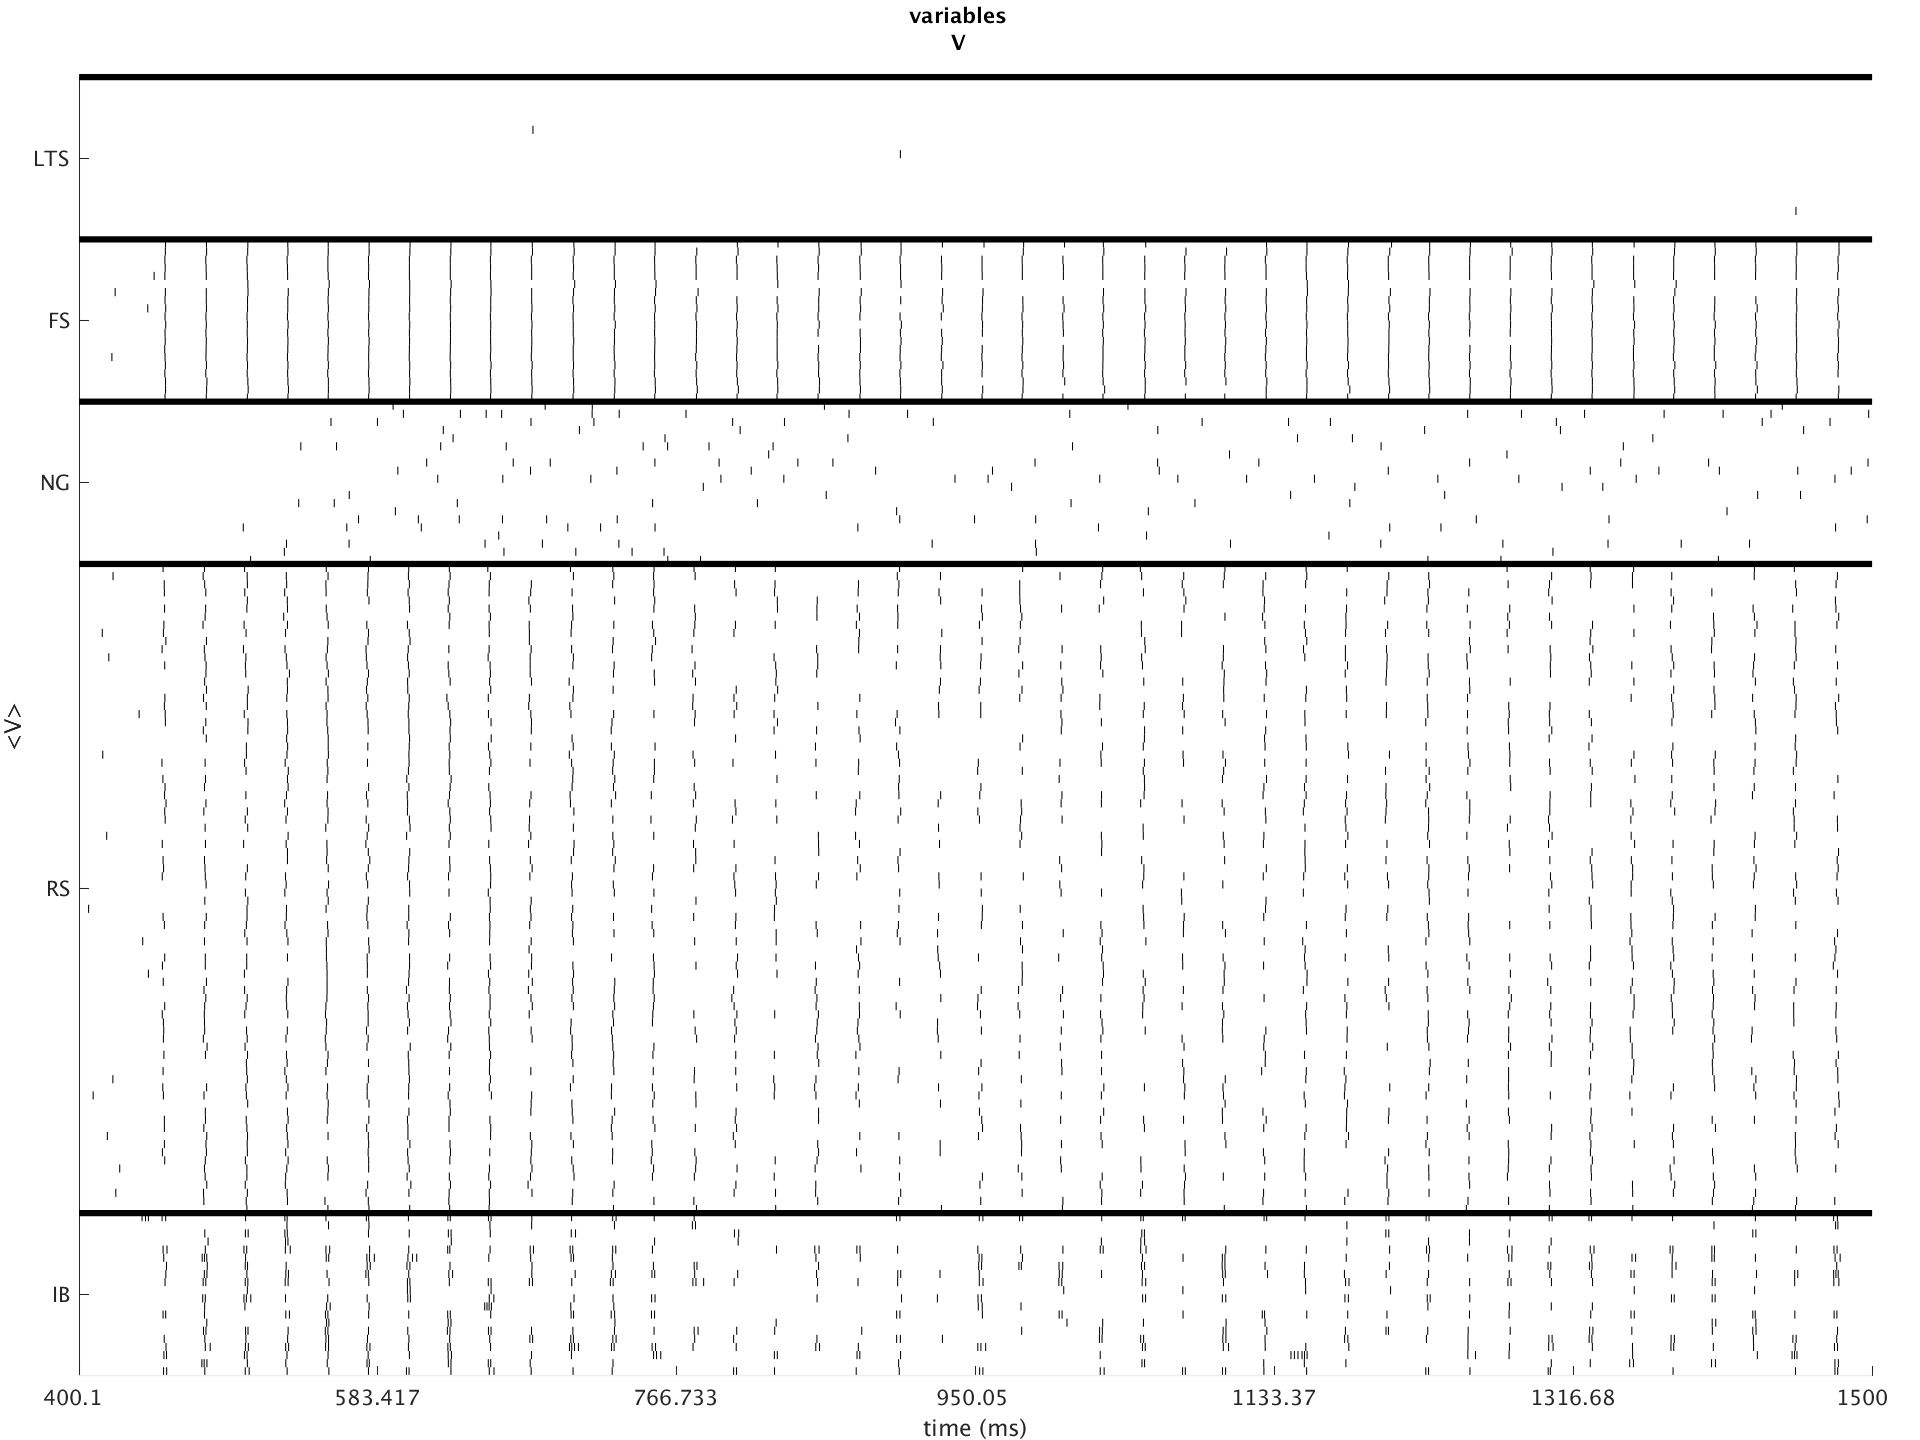 variables
V
LTS
FS
NG
<V>
RS
IB
400.1 583.417 766.733 950.05 1133.37 1316.68 1500
time (ms)